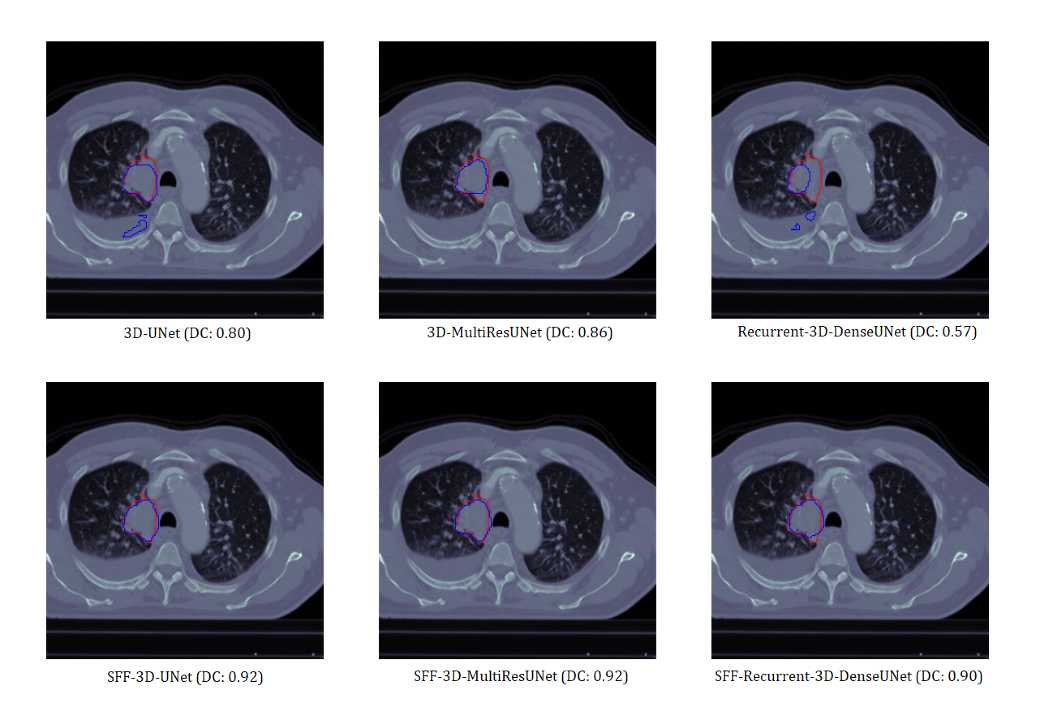 3D-UNet (DC: 0.80)
3D-MultiResUNet (DC: 0.86)
Recurrent-3D-DenseUNet (DC: 0.57)
SFF-3D-UNet (DC: 0.92)
SFF-3D-MultiResUNet (DC: 0.92)
SFF-Recurrent-3D-DenseUNet (DC: 0.90)